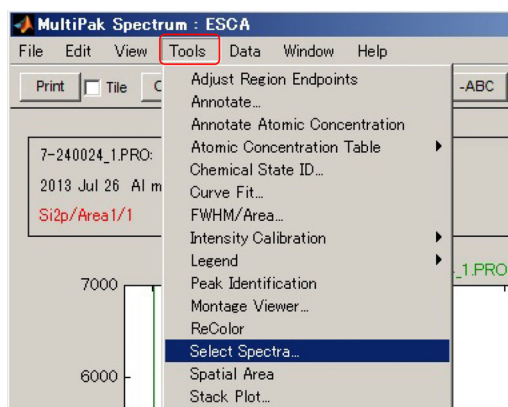 MultiPak Spectrum : ESCA
File Edit View Tools Data Window Help
Print Tile C -ABC
Adjust Region Endpoints
Annotate...
Annotate Atomic Concentration
Atomic Concentration Table
Chemical State ID...
Curve Fit...
FWHM/Area...
Intensity Calibration
Legend
Peak Identification
Montage Viewer...
ReColor
Select Spectra...
Spatial Area
Stack Plot...
7-240024_1.PRO:
2013 Jul 26 Al m
Si2p/Area1/1
_1.PRO
7000
6000